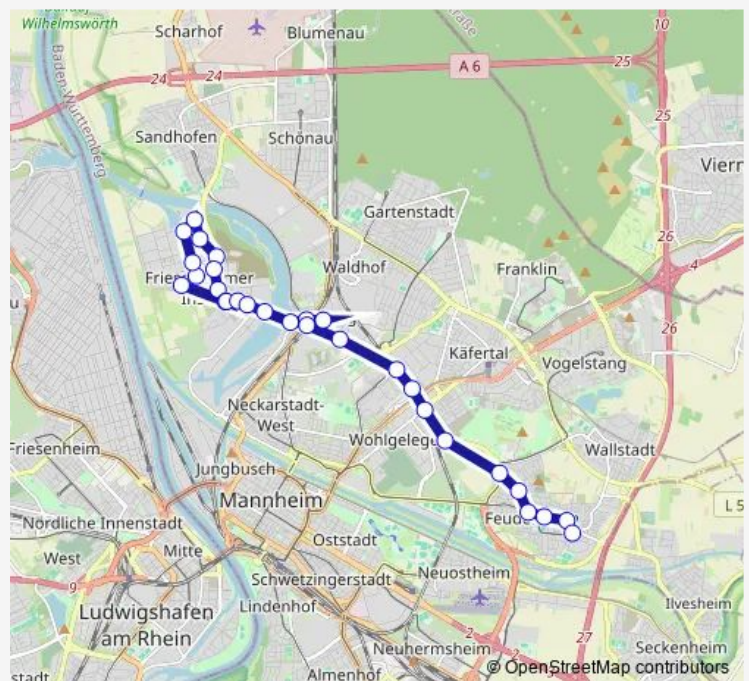 Wilhelmswörth
Scharhof
Blumenau
10
24
24
A 6
25
Baden-Württemberg
Sandhofen
Schönau
25
Gartenstadt
26
Waldhof
Franklin
4
Käfertal
Vogelstang
26
Neckarstadt-
West
Wohlgelege
Friesenheim
Wallstadt
Jungbusch
Mannheim
L 5
Nördliche Innenstadt
Oststadt
West
Mitte
Schwetzingerstadt
Neuostheim
9
Ludwigshafen
am Rhein
Lindenhof
Ilvesheim
2
27
Neuhermsheim
Seckenheim
Almenhof
© OpenStreetMap contributors